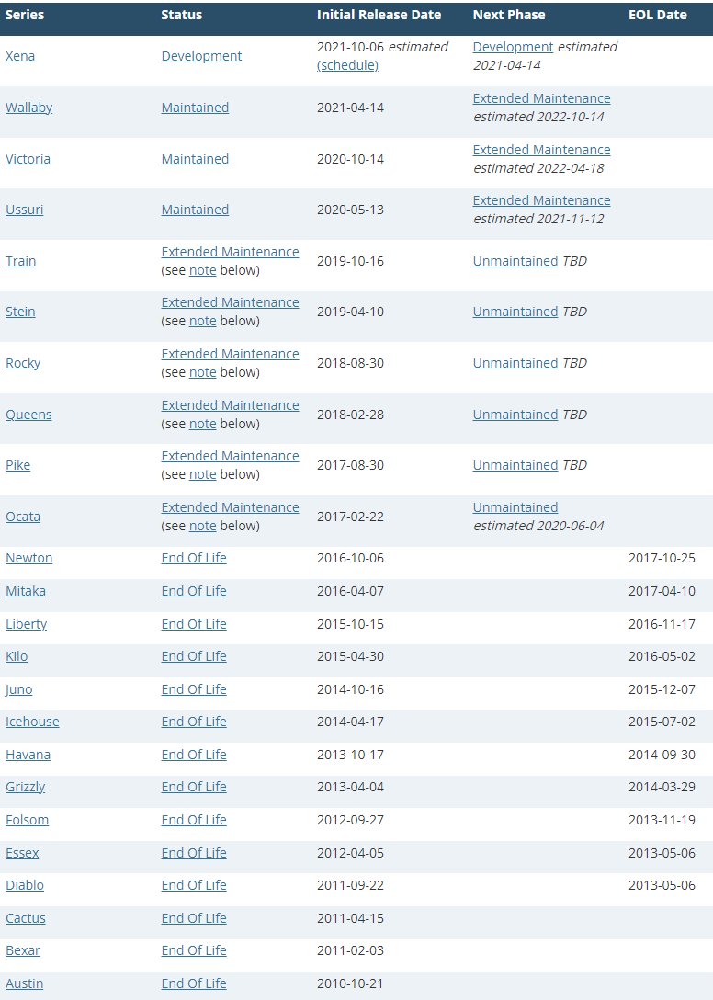 Series Status Initial Release Date Next Phase EOL Date
Xena Development 2021-10-06 estimated (schedule) Development estimated 2021-04-14
Wallaby Maintained 2021-04-14 Extended Maintenance estimated 2022-10-14
Victoria Maintained 2020-10-14 Extended Maintenance estimated 2022-04-18
Ussuri Maintained 2020-05-13 Extended Maintenance estimated 2021-11-12
Train Extended Maintenance (see note below) 2019-10-16 Unmaintained TBD
Stein Extended Maintenance (see note below) 2019-04-10 Unmaintained TBD
Rocky Extended Maintenance (see note below) 2018-08-30 Unmaintained TBD
Queens Extended Maintenance (see note below) 2018-02-28 Unmaintained TBD
Pike Extended Maintenance (see note below) 2017-08-30 Unmaintained TBD
Ocata Extended Maintenance (see note below) 2017-02-22 Unmaintained estimated 2020-06-04
Newton End Of Life 2016-10-06 2017-10-25
Mitaka End Of Life 2016-04-07 2017-04-10
Liberty End Of Life 2015-10-15 2016-11-17
Kilo End Of Life 2015-04-30 2016-05-02
Juno End Of Life 2014-10-16 2015-12-07
Icehouse End Of Life 2014-04-17 2015-07-02
Havana End Of Life 2013-10-17 2014-09-30
Grizzly End Of Life 2013-04-04 2014-03-29
Folsom End Of Life 2012-09-27 2013-11-19
Essex End Of Life 2012-04-05 2013-05-06
Diablo End Of Life 2011-09-22 2013-05-06
Cactus End Of Life 2011-04-15
Bexar End Of Life 2011-02-03
Austin End Of Life 2010-10-21